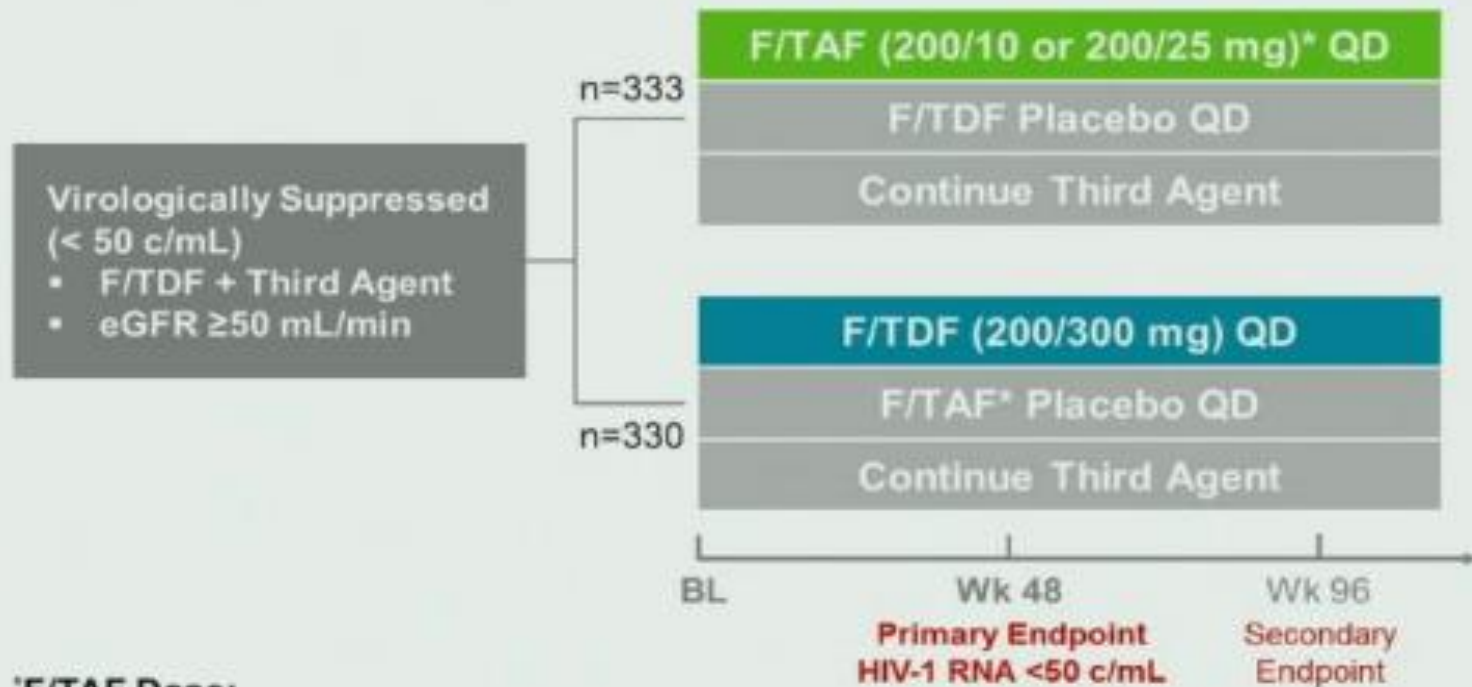 F/TAF (200/10 or 200/25 mg)* QD
n=333
F/TDF Placebo QD
Continue Third Agent
Virologically Suppressed
(< 50 c/mL)
▪ F/TDF + Third Agent
▪ eGFR ≥50 mL/min
F/TDF (200/300 mg) QD
F/TAF* Placebo QD
n=330
Continue Third Agent
BL Wk 48 Wk 96
Primary Endpoint Secondary
HIV-1 RNA <50 c/mL Endpoint
*F/TAF Dose: